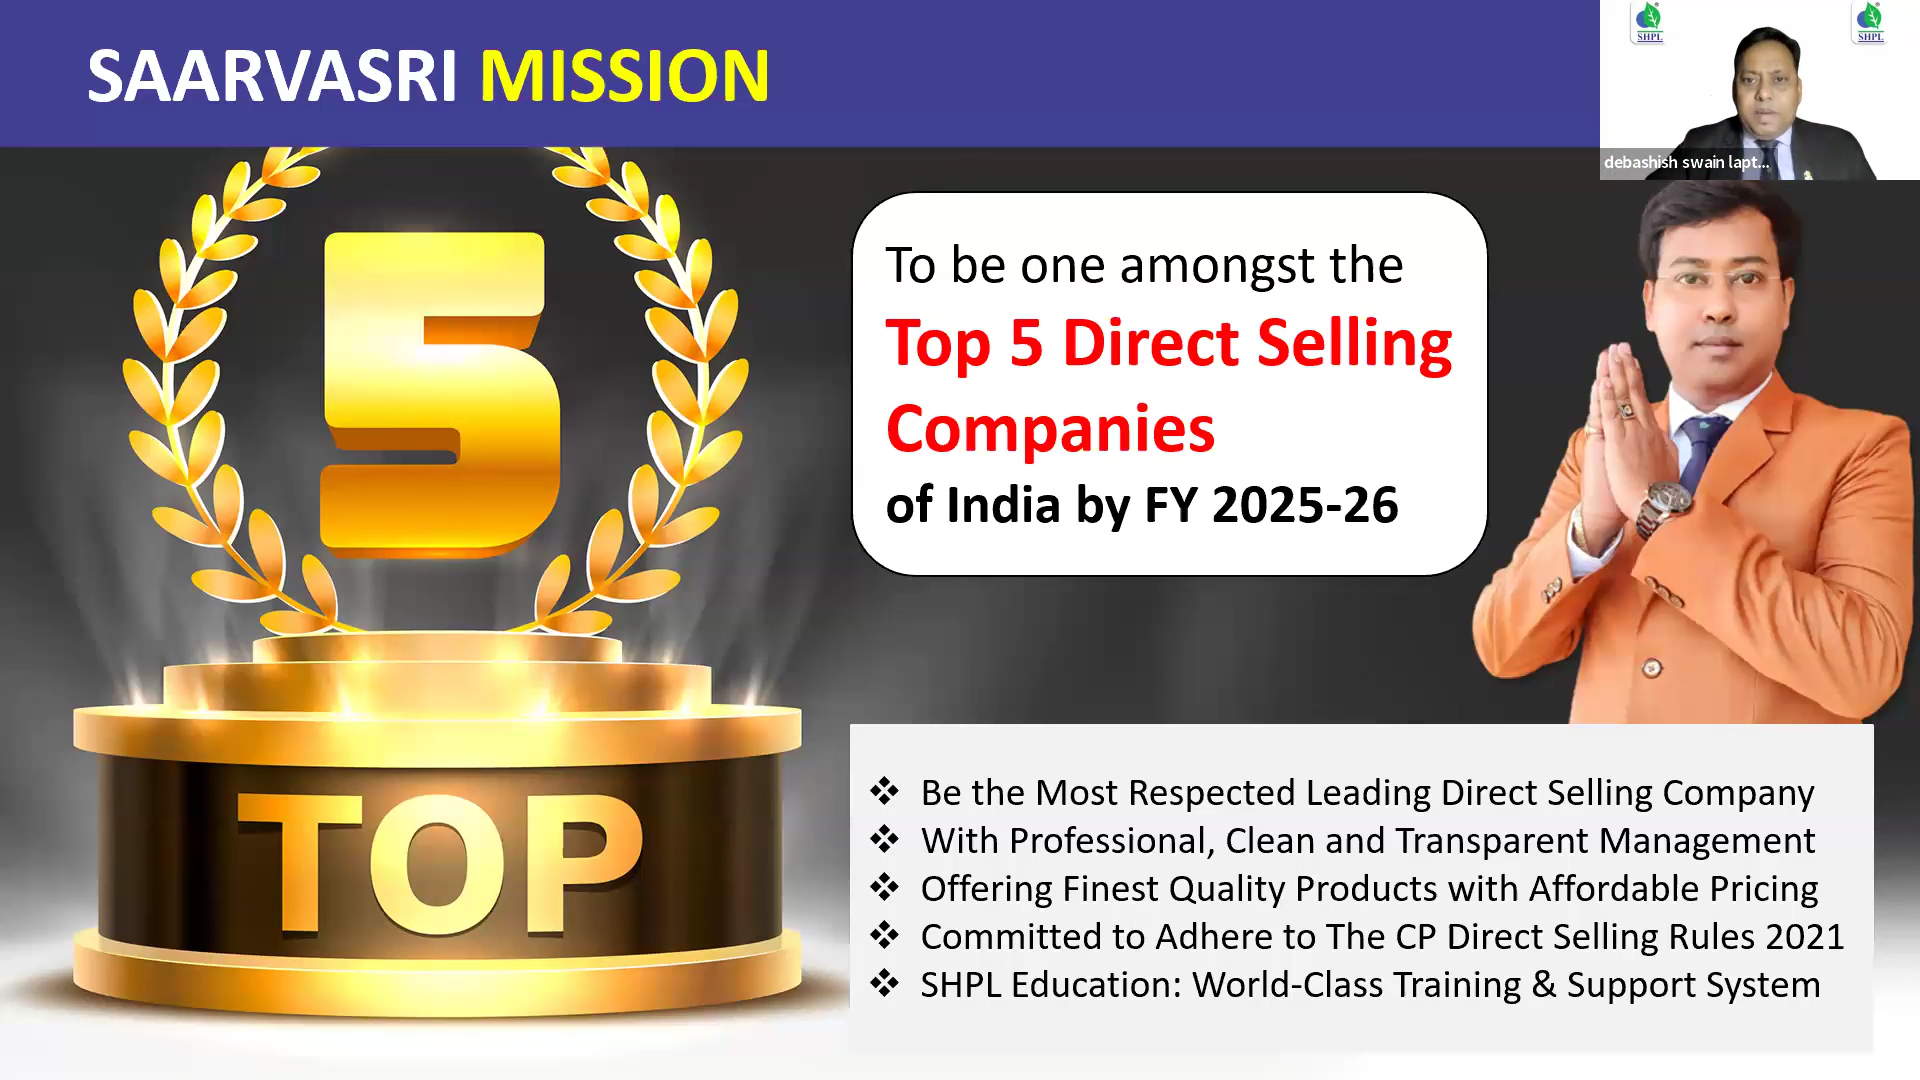 SAARVASRI MISSION
SHPL
SHPL
debashish swain lapt...
5
TOP
To be one amongst the
Top 5 Direct Selling
Companies
of India by FY 2025-26
❖ Be the Most Respected Leading Direct Selling Company
❖ With Professional, Clean and Transparent Management
❖ Offering Finest Quality Products with Affordable Pricing
❖ Committed to Adhere to The CP Direct Selling Rules 2021
❖ SHPL Education: World-Class Training & Support System